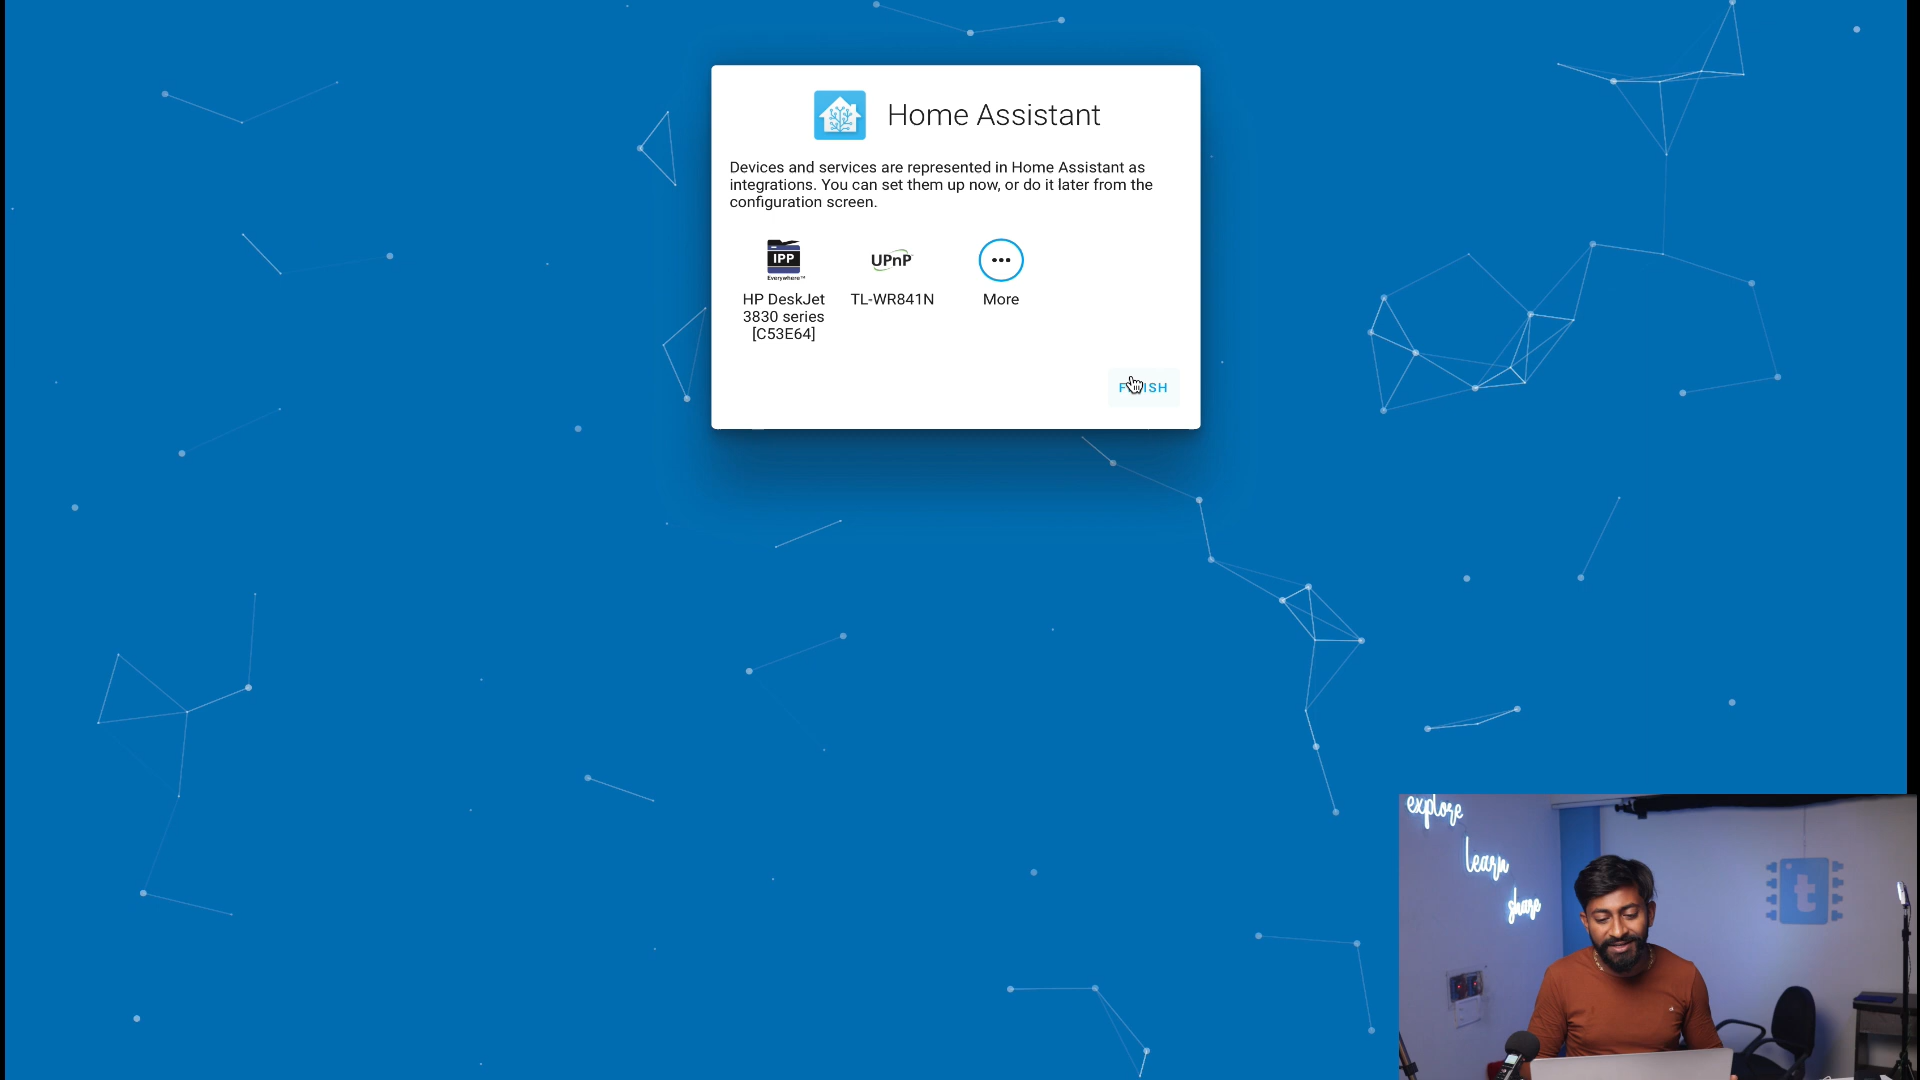 Home Assistant
Devices and services are represented in Home Assistant as
integrations. You can set them up now, or do it later from the
configuration screen.
IPP
Everywhere™
HP DeskJet
3830 series
[C53E64]
UPnP
TL-WR841N
More
FINISH
explore
learn
share
t